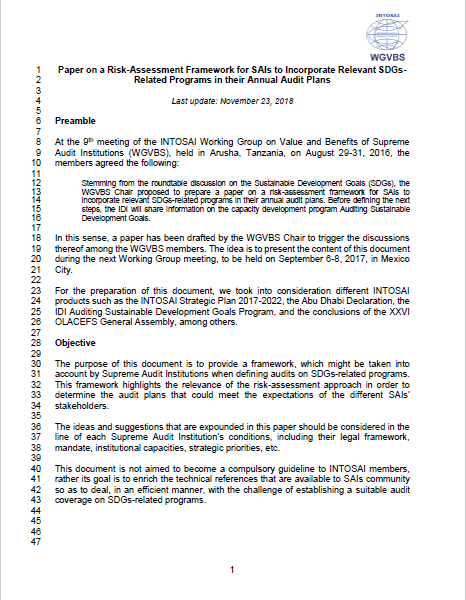 INTOSAI
WGVBS
1 Paper on a Risk-Assessment Framework for SAIs to Incorporate Relevant SDGs-
2 Related Programs in their Annual Audit Plans
3
4 Last update: November 23, 2018
5
6 Preamble
7
8 At the 9th meeting of the INTOSAI Working Group on Value and Benefits of Supreme
9 Audit Institutions (WGVBS), held in Arusha, Tanzania, on August 29-31, 2016, the
10 members agreed the following:
11
12 Stemming from the roundtable discussion on the Sustainable Development Goals (SDGs), the
13 WGVBS Chair proposed to prepare a paper on a risk-assessment framework for SAIs to
14 incorporate relevant SDGs-related programs in their annual audit plans. Before defining the next
15 steps, the IDI will share information on the capacity development program Auditing Sustainable
16 Development Goals.
17
18 In this sense, a paper has been drafted by the WGVBS Chair to trigger the discussions
19 thereof among the WGVBS members. The idea is to present the content of this document
20 during the next Working Group meeting, to be held on September 6-8, 2017, in Mexico
21 City.
22
23 For the preparation of this document, we took into consideration different INTOSAI
24 products such as the INTOSAI Strategic Plan 2017-2022, the Abu Dhabi Declaration, the
25 IDI Auditing Sustainable Development Goals Program, and the conclusions of the XXVI
26 OLACEFS General Assembly, among others.
27
28 Objective
29
30 The purpose of this document is to provide a framework, which might be taken into
31 account by Supreme Audit Institutions when defining audits on SDGs-related programs.
32 This framework highlights the relevance of the risk-assessment approach in order to
33 determine the audit plans that could meet the expectations of the different SAIs'
34 stakeholders.
35
36 The ideas and suggestions that are expounded in this paper should be considered in the
37 line of each Supreme Audit Institution's conditions, including their legal framework,
38 mandate, institutional capacities, strategic priorities, etc.
39
40 This document is not aimed to become a compulsory guideline to INTOSAI members,
41 rather its goal is to enrich the technical references that are available to SAIs community
42 so as to deal, in an efficient manner, with the challenge of establishing a suitable audit
43 coverage on SDGs-related programs.
44
45
46
47
1